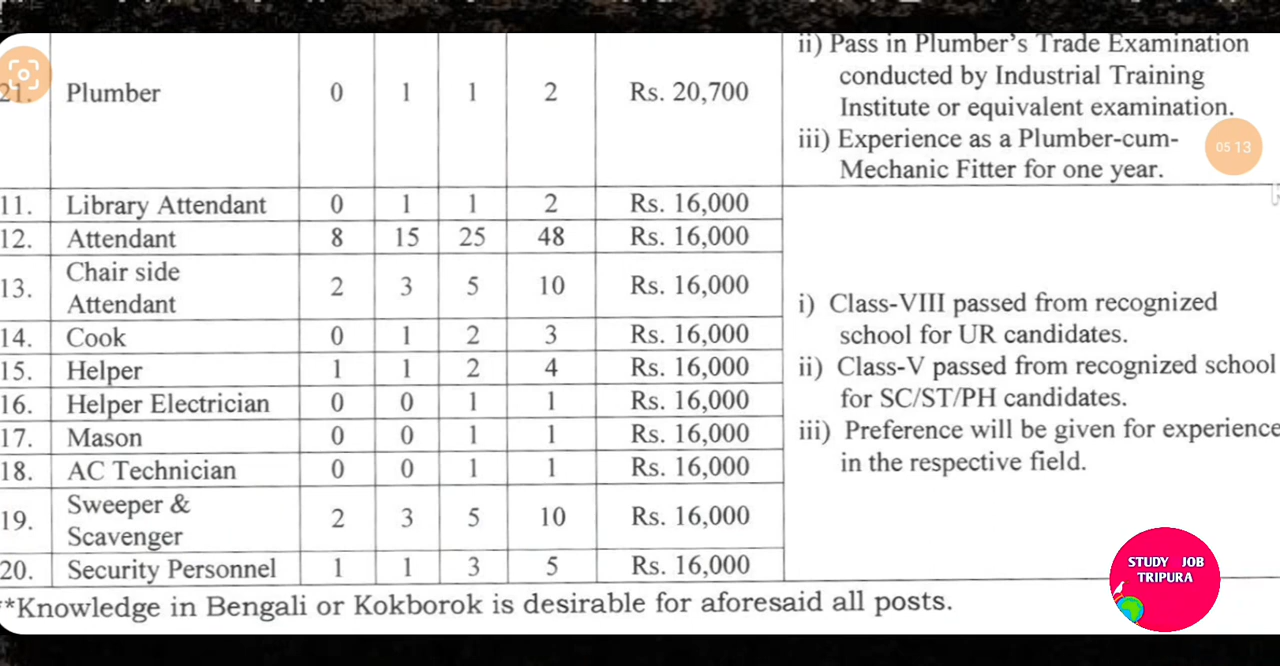 ii) Pass in Plumber's Trade Examination
conducted by Industrial Training
Institute or equivalent examination.
iii) Experience as a Plumber-cum-
Mechanic Fitter for one year.
21. Plumber 0 1 1 2 Rs. 20,700
05 13
11. Library Attendant 0 1 1 2 Rs. 16,000
12. Attendant 8 15 25 48 Rs. 16,000
13. Chair side
Attendant 2 3 5 10 Rs. 16,000
14. Cook 0 1 2 3 Rs. 16,000
15. Helper 1 1 2 4 Rs. 16,000
16. Helper Electrician 0 0 1 1 Rs. 16,000
17. Mason 0 0 1 1 Rs. 16,000
18. AC Technician 0 0 1 1 Rs. 16,000
19. Sweeper &
Scavenger 2 3 5 10 Rs. 16,000
20. Security Personnel 1 1 3 5 Rs. 16,000
i) Class-VIII passed from recognized
school for UR candidates.
ii) Class-V passed from recognized school
for SC/ST/PH candidates.
iii) Preference will be given for experience
in the respective field.
STUDY JOB
TRIPURA
**Knowledge in Bengali or Kokborok is desirable for aforesaid all posts.